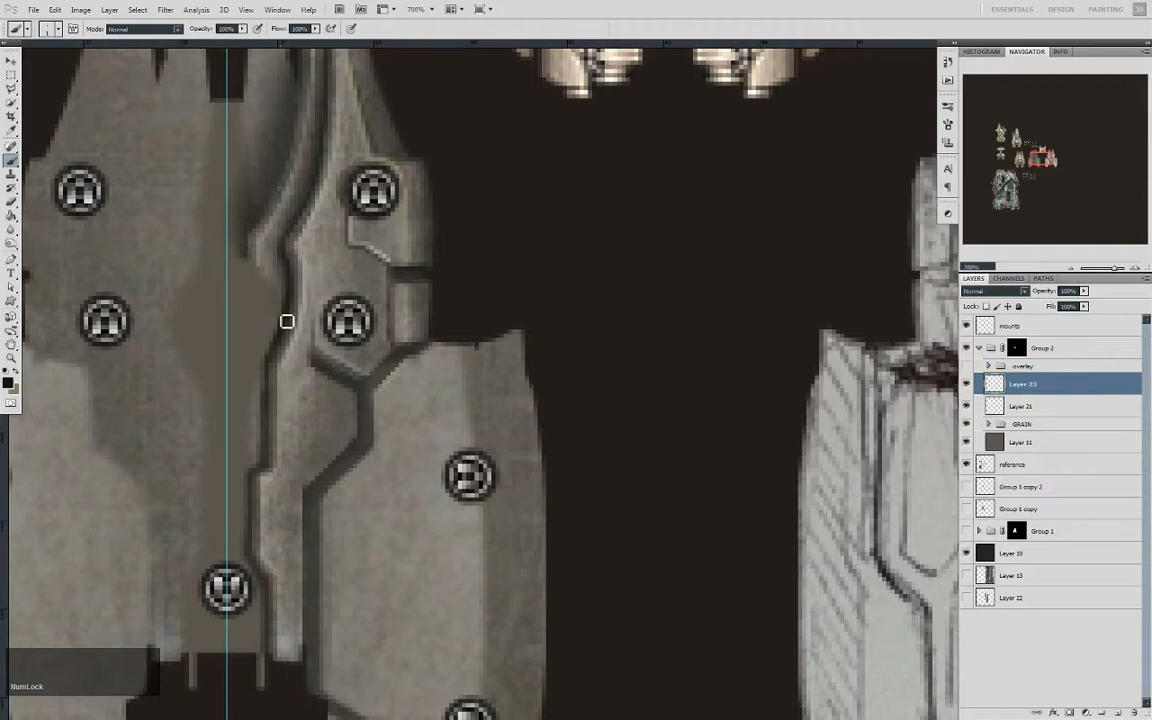 File Edit Image Layer Select Filter Analysis 3D View Window Help 700%
ESSENTIALS DESIGN PAINTING
Mode: Normal Opacity: 100% Flow: 100%
HISTOGRAM NAVIGATOR INFO
700%
LAYERS CHANNELS PATHS
Normal Opacity: 100%
Lock: Fill: 100%
mounts
Group 2
overlay
Layer 23
Layer 21
GRAIN
Layer 11
reference
Group 1 copy 2
Group 1 copy
Group 1
Layer 10
Layer 13
Layer 22
NumLock